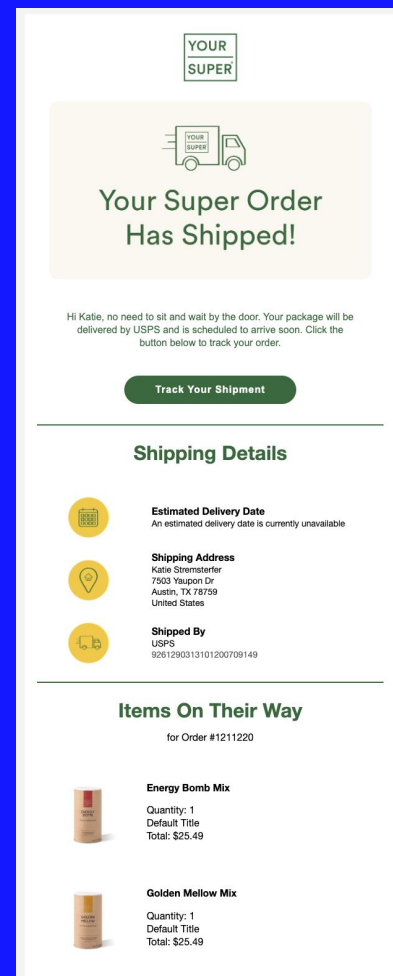 YOUR
SUPER
YOUR
SUPER
Your Super Order
Has Shipped!
Hi Katie, no need to sit and wait by the door. Your package will be
delivered by USPS and is scheduled to arrive soon. Click the
button below to track your order.
Track Your Shipment
Shipping Details
Estimated Delivery Date
An estimated delivery date is currently unavailable
Shipping Address
Katie Stremsterfer
7503 Yaupon Dr
Austin, TX 78759
United States
Shipped By
USPS
9261290313101200709149
Items On Their Way
for Order #1211220
Energy Bomb Mix
Quantity: 1
Default Title
Total: $25.49
ENERGY
BOMB
Golden Mellow Mix
Quantity: 1
Default Title
Total: $25.49
GOLDEN
MELLOW